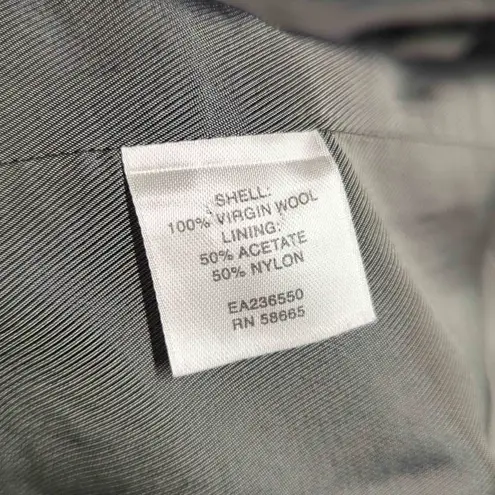 SHELL:
100% VIRGIN WOOL
LINING:
50% ACETATE
50% NYLON
EA236550
RN 58665